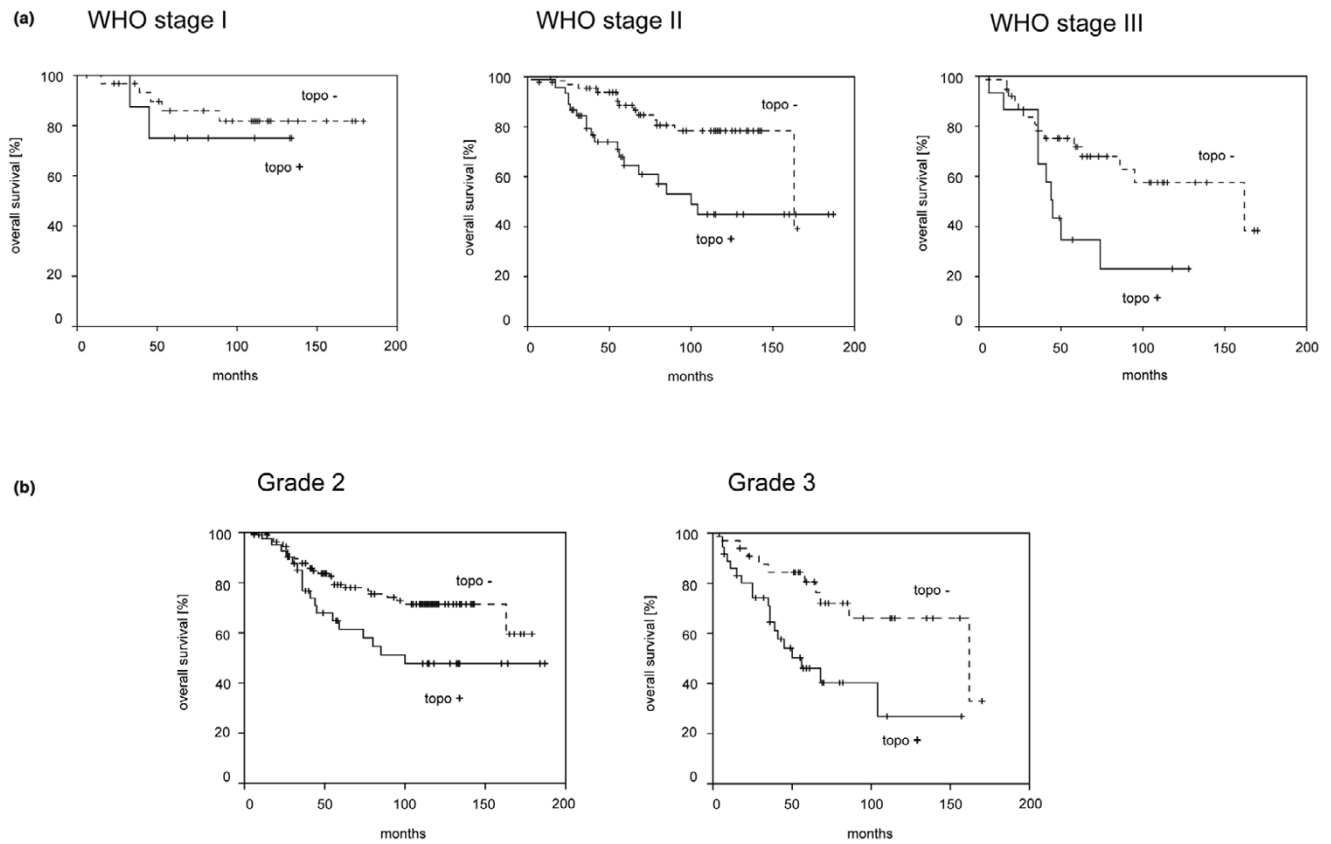 (a)
WHO stage I
WHO stage II
WHO stage III
overall survival [%]
100
80
60
40
20
0
topo -
topo +
0 50 100 150 200
months
overall survival [%]
100
80
60
40
20
0
topo -
topo +
0 50 100 150 200
months
overall survival [%]
100
80
60
40
20
0
topo -
topo +
0 50 100 150 200
months
(b)
Grade 2
Grade 3
overall survival [%]
100
80
60
40
20
0
topo -
topo +
0 50 100 150 200
months
overall survival [%]
100
80
60
40
20
0
topo -
topo +
0 50 100 150 200
months